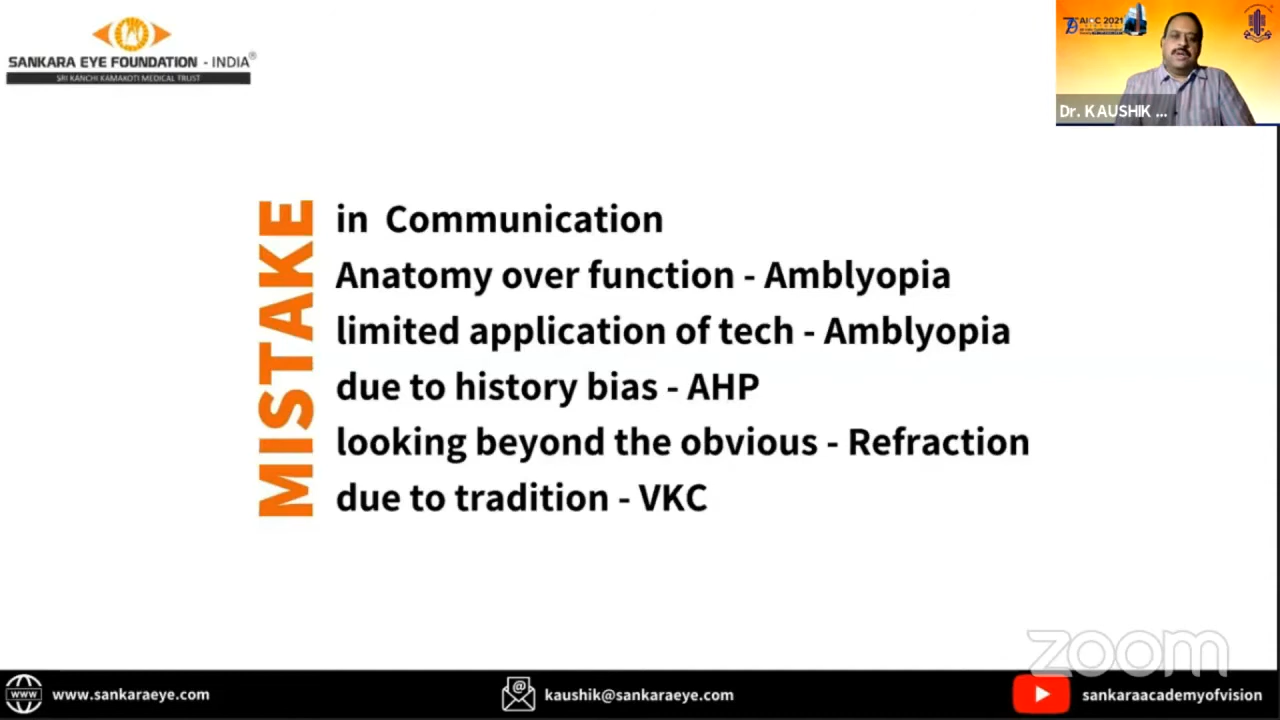 SANKARA EYE FOUNDATION - INDIA®
SRI KANCHI KAMAKOTI MEDICAL TRUST
AIOC 2021
Dr. KAUSHIK ...
MISTAKE
in Communication
Anatomy over function - Amblyopia
limited application of tech - Amblyopia
due to history bias - AHP
looking beyond the obvious - Refraction
due to tradition - VKC
zoom
www.sankaraeye.com
kaushik@sankaraeye.com
sankaraacademyofvision